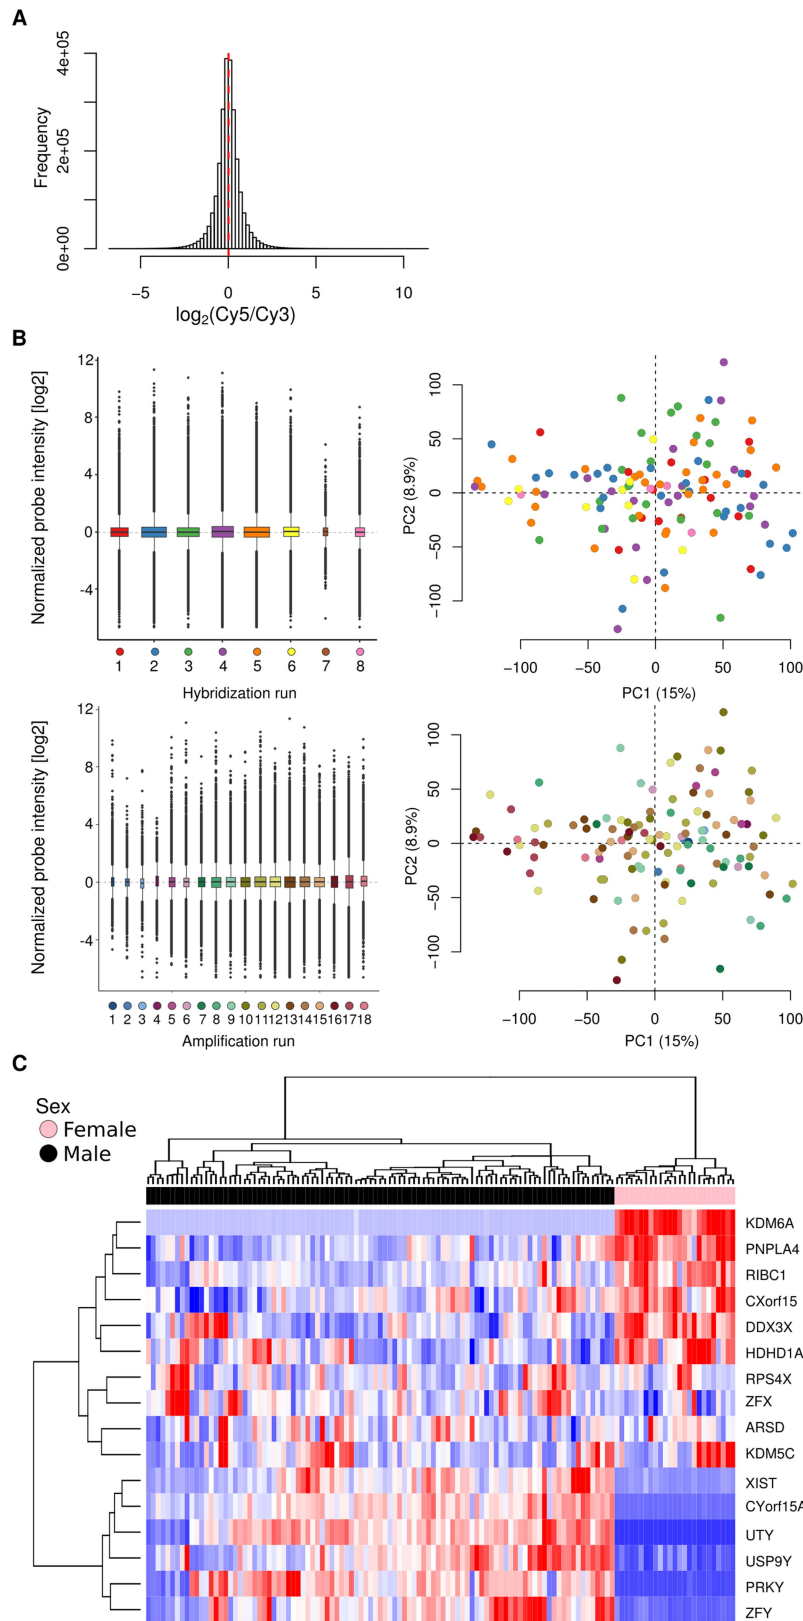 A
4e+05
2e+05
0e+00
Frequency
−5 0 5 10
log2(Cy5/Cy3)
B
12
8
4
0
-4
Normalized probe intensity [log2]
1 2 3 4 5 6 7 8
Hybridization run
100
50
0
−50
−100
PC2 (8.9%)
−100 −50 0 50 100
PC1 (15%)
12
8
4
0
-4
Normalized probe intensity [log2]
1 2 3 4 5 6 7 8 9 10 11 12 13 14 15 16 17 18
Amplification run
100
50
0
−50
−100
PC2 (8.9%)
−100 −50 0 50 100
PC1 (15%)
C
Sex
Female
Male
KDM6A
PNPLA4
RIBC1
CXorf15
DDX3X
HDHD1A
RPS4X
ZFX
ARSD
KDM5C
XIST
CYorf15A
UTY
USP9Y
PRKY
ZFY